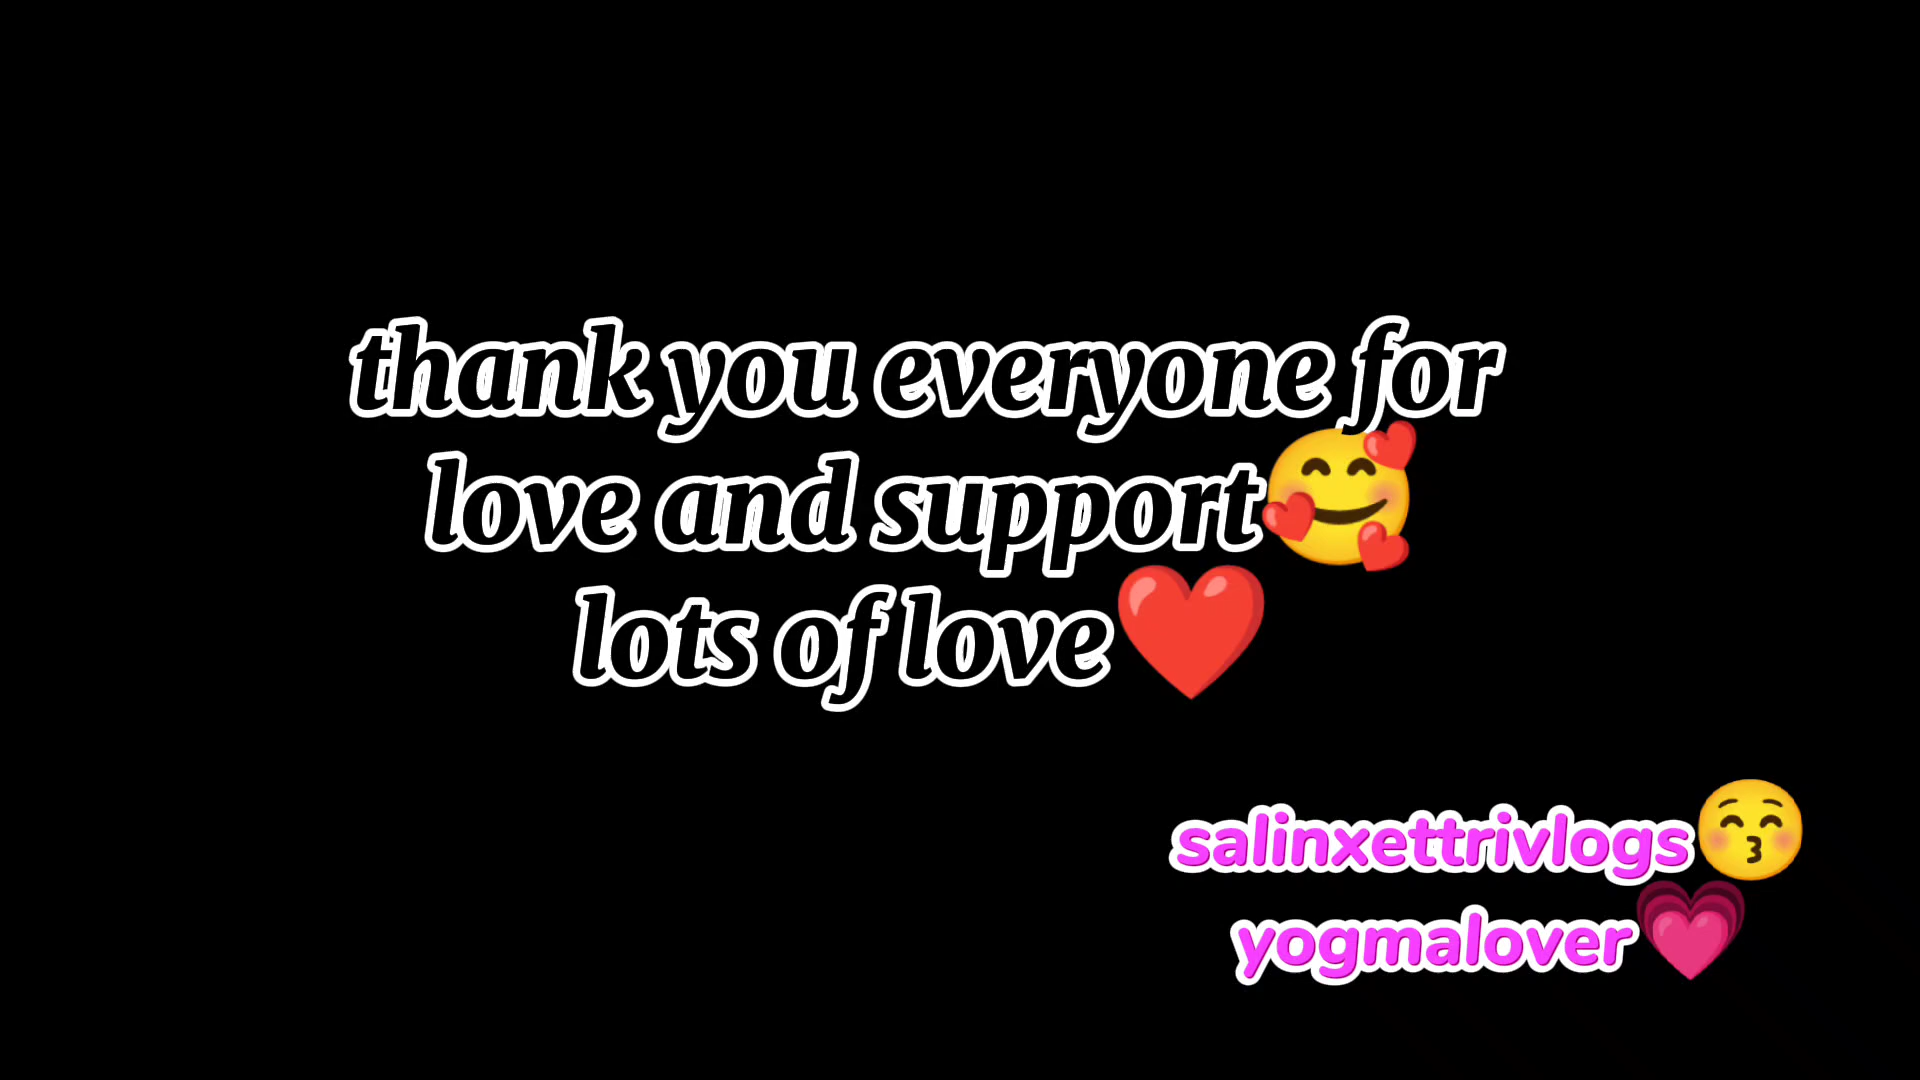 thank you everyone for
love and support🥰
lots of love❤️
salinxettrivlogs😚
yogmalover💗